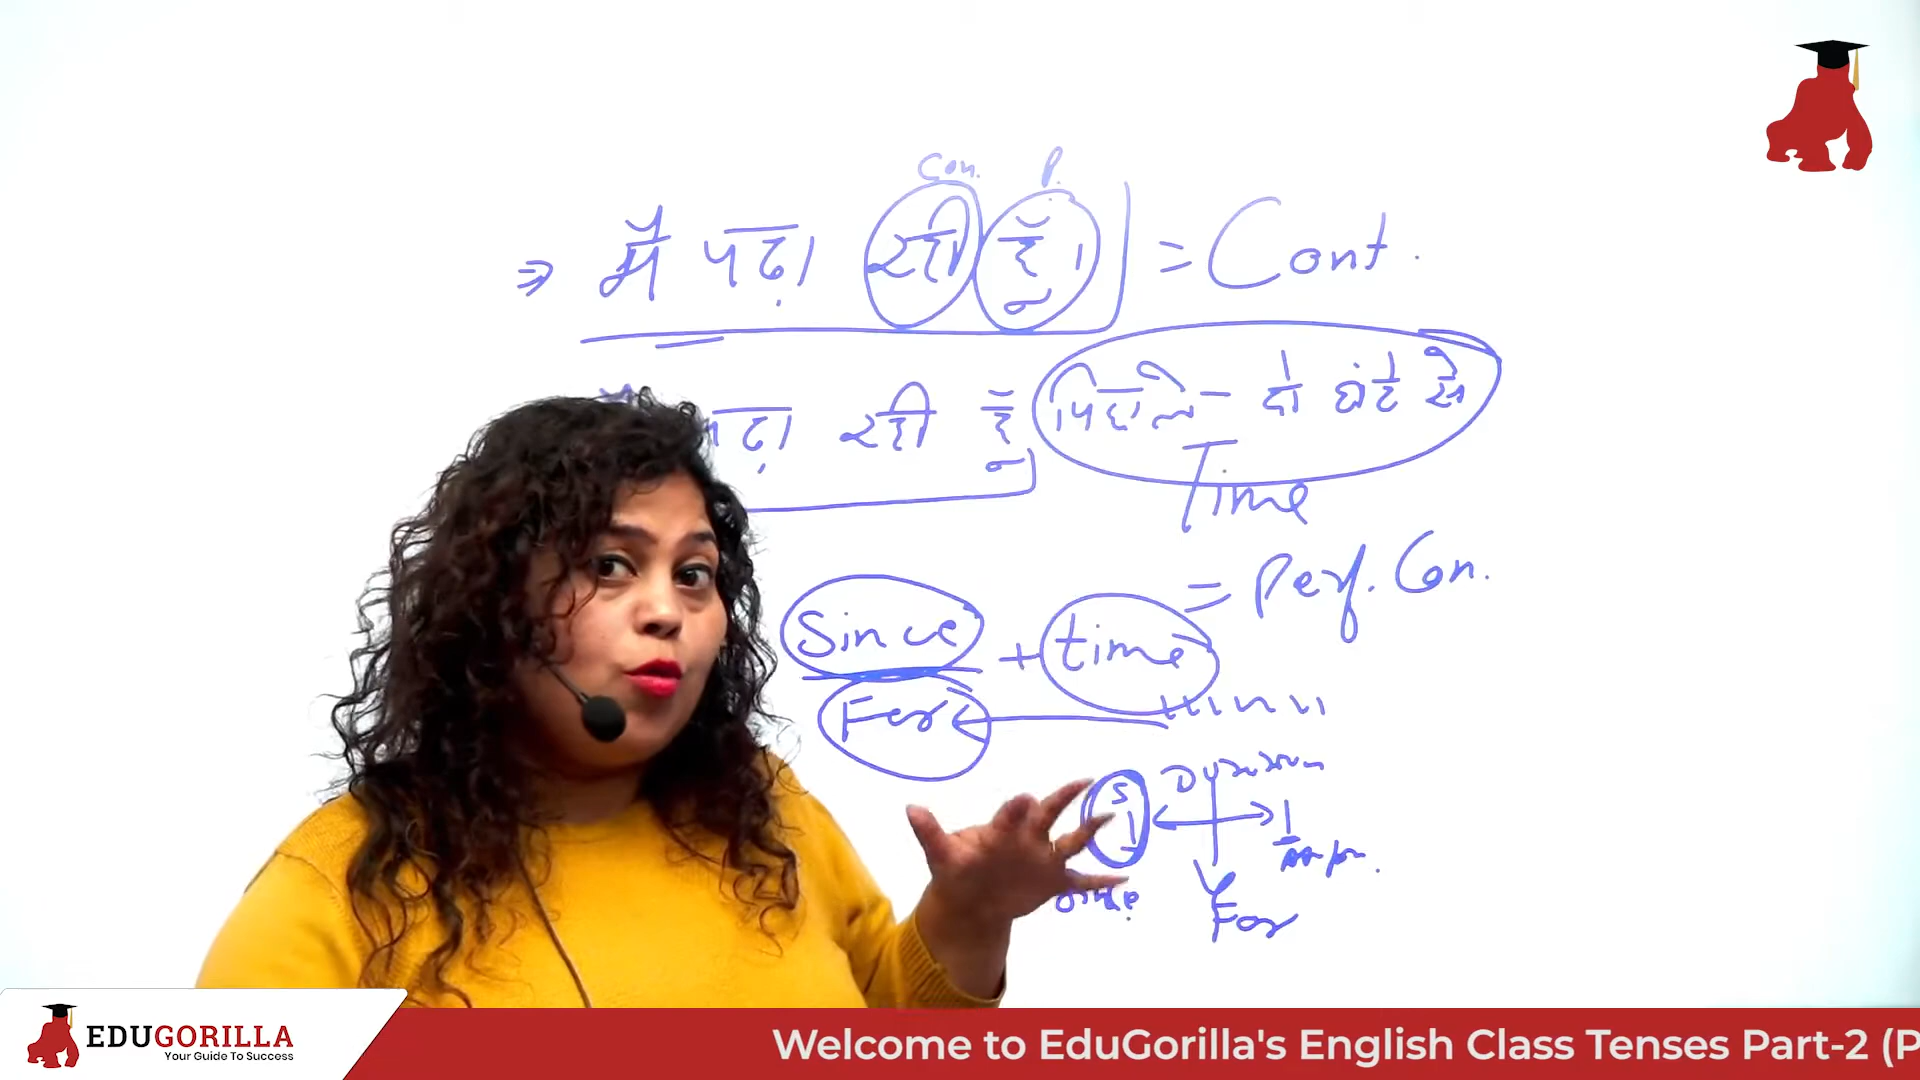 Con. P.
⇒ मैं पढ़ा रही हूँ। = Cont.
पढ़ा रही हूँ पिछले - दो घंटे से
Time
= Perf. Con.
Since + time
For
S Duration
1 1
For
EDUGORILLA
Your Guide To Success
Welcome to EduGorilla's English Class Tenses Part-2 (P